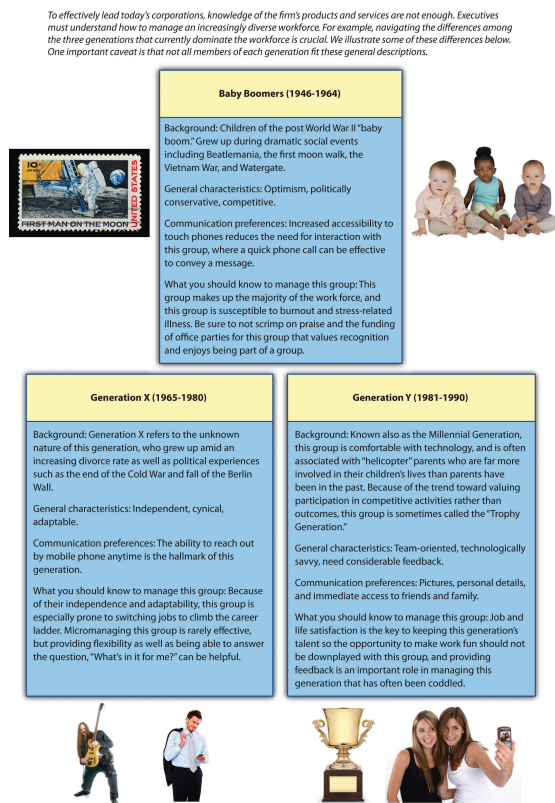 To effectively lead today's corporations, knowledge of the firm's products and services are not enough. Executives
must understand how to manage an increasingly diverse workforce. For example, navigating the differences among
the three generations that currently dominate the workforce is crucial. We illustrate some of these differences below.
One important caveat is that not all members of each generation fit these general descriptions.
Baby Boomers (1946-1964)
Background: Children of the post World War II “baby
boom.” Grew up during dramatic social events
including Beatlemania, the first moon walk, the
Vietnam War, and Watergate.
General characteristics: Optimism, politically
conservative, competitive.
Communication preferences: Increased accessibility to
touch phones reduces the need for interaction with
this group, where a quick phone call can be effective
to convey a message.
What you should know to manage this group: This
group makes up the majority of the work force, and
this group is susceptible to burnout and stress-related
illness. Be sure to not scrimp on praise and the funding
of office parties for this group that values recognition
and enjoys being part of a group.
10¢
UNITED STATES
FIRST MAN ON THE MOON
Generation X (1965-1980)
Background: Generation X refers to the unknown
nature of this generation, who grew up amid an
increasing divorce rate as well as political experiences
such as the end of the Cold War and fall of the Berlin
Wall.
General characteristics: Independent, cynical,
adaptable.
Communication preferences: The ability to reach out
by mobile phone anytime is the hallmark of this
generation.
What you should know to manage this group: Because
of their independence and adaptability, this group is
especially prone to switching jobs to climb the career
ladder. Micromanaging this group is rarely effective,
but providing flexibility as well as being able to answer
the question, “What's in it for me?” can be helpful.
Generation Y (1981-1990)
Background: Known also as the Millennial Generation,
this group is comfortable with technology, and is often
associated with “helicopter” parents who are far more
involved in their children's lives than parents have
been in the past. Because of the trend toward valuing
participation in competitive activities rather than
outcomes, this group is sometimes called the “Trophy
Generation.”
General characteristics: Team-oriented, technologically
savvy, need considerable feedback.
Communication preferences: Pictures, personal details,
and immediate access to friends and family.
What you should know to manage this group: Job and
life satisfaction is the key to keeping this generation's
talent so the opportunity to make work fun should not
be downplayed with this group, and providing
feedback is an important role in managing this
generation that has often been coddled.